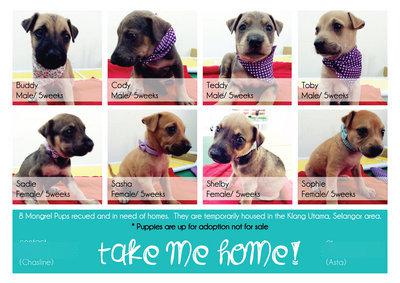 Buddy
Male/ 5weeks
Cody
Male/ 5weeks
Teddy
Male/ 5weeks
Toby
Male/ 5weeks
Sadie
Female/ 5weeks
Sasha
Female/ 5weeks
Shelby
Female/ 5weeks
Sophie
Female/ 5weeks
8 Mongrel Pups recued and in need of homes. They are temporarily housed in the Klang Utama, Selangor area.
* Puppies are up for adoption not for sale
take me home!
(Chasline)
(Asta)